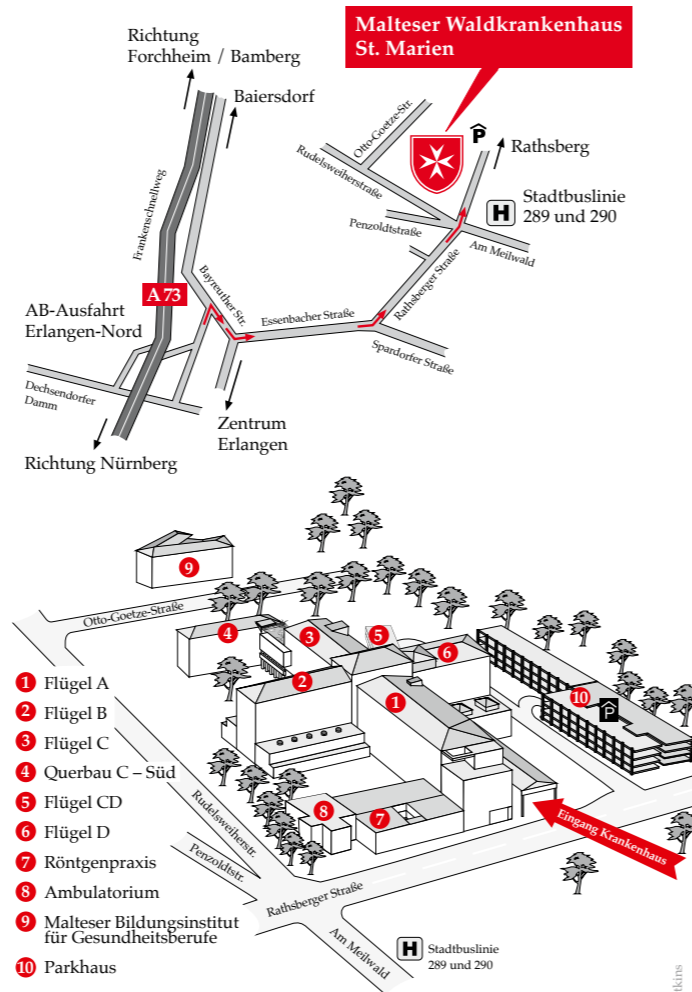 Malteser Waldkrankenhaus
St. Marien
Richtung
Forchheim / Bamberg
Baiersdorf
Otto-Goetze-Str.
P
Rathsberg
Rudelsweiherstraße
H
Stadtbuslinie
289 und 290
Penzoldtstraße
Am Meilwald
Frankenschnellweg
A 73
Bayreuther Str.
Rathsberger Straße
AB-Ausfahrt
Erlangen-Nord
Essenbacher Straße
Spardorfer Straße
Dechsendorfer
Damm
Zentrum
Erlangen
Richtung Nürnberg
9
Otto-Goetze-Straße
4
3
5
6
2
1
10
P
8
7
1 Flügel A
2 Flügel B
3 Flügel C
4 Querbau C – Süd
5 Flügel CD
6 Flügel D
7 Röntgenpraxis
8 Ambulatorium
9 Malteser Bildungsinstitut
für Gesundheitsberufe
10 Parkhaus
Rudelsweiherstr.
Penzoldtstr.
Rathsberger Straße
Eingang Krankenhaus
Am Meilwald
H
Stadtbuslinie
289 und 290